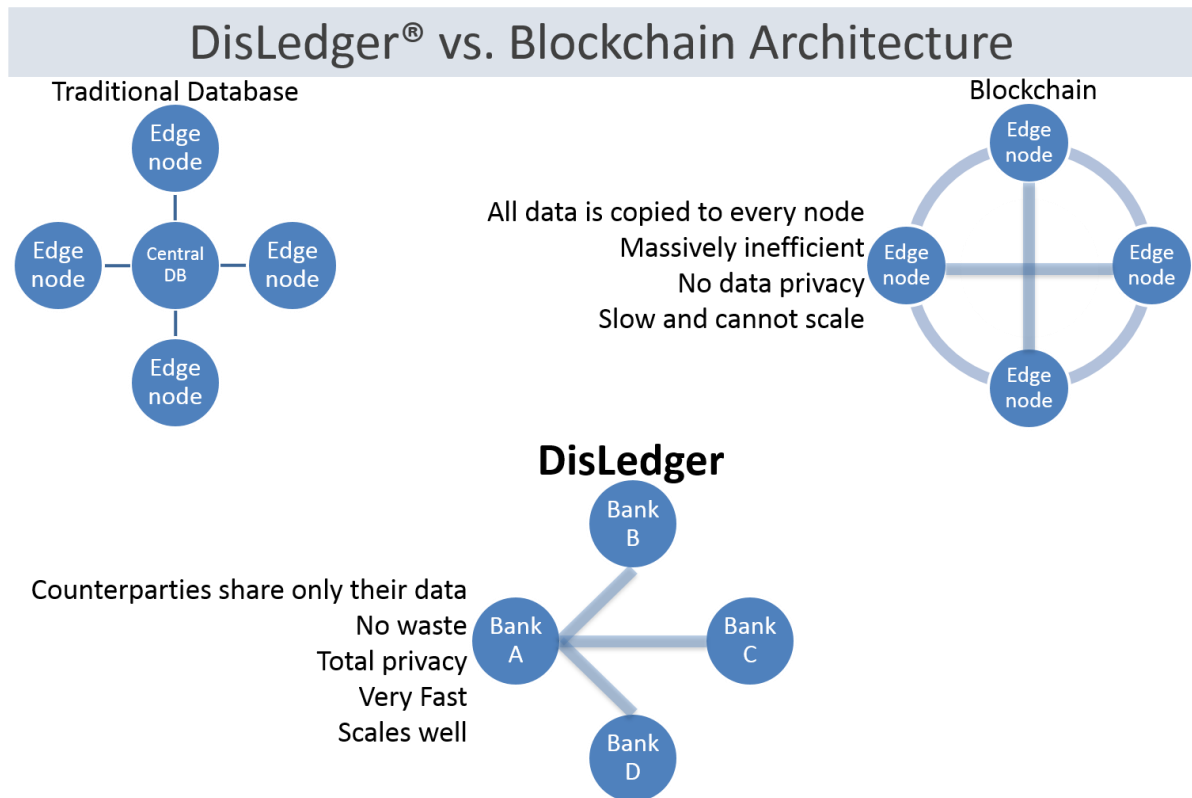 DisLedger® vs. Blockchain Architecture
Traditional Database
Edge
node
Edge
node
Central
DB
Edge
node
Edge
node
Blockchain
Edge
node
All data is copied to every node
Massively inefficient
No data privacy
Slow and cannot scale
Edge
node
Edge
node
Edge
node
DisLedger
Bank
B
Counterparties share only their data
No waste
Total privacy
Very Fast
Scales well
Bank
A
Bank
C
Bank
D